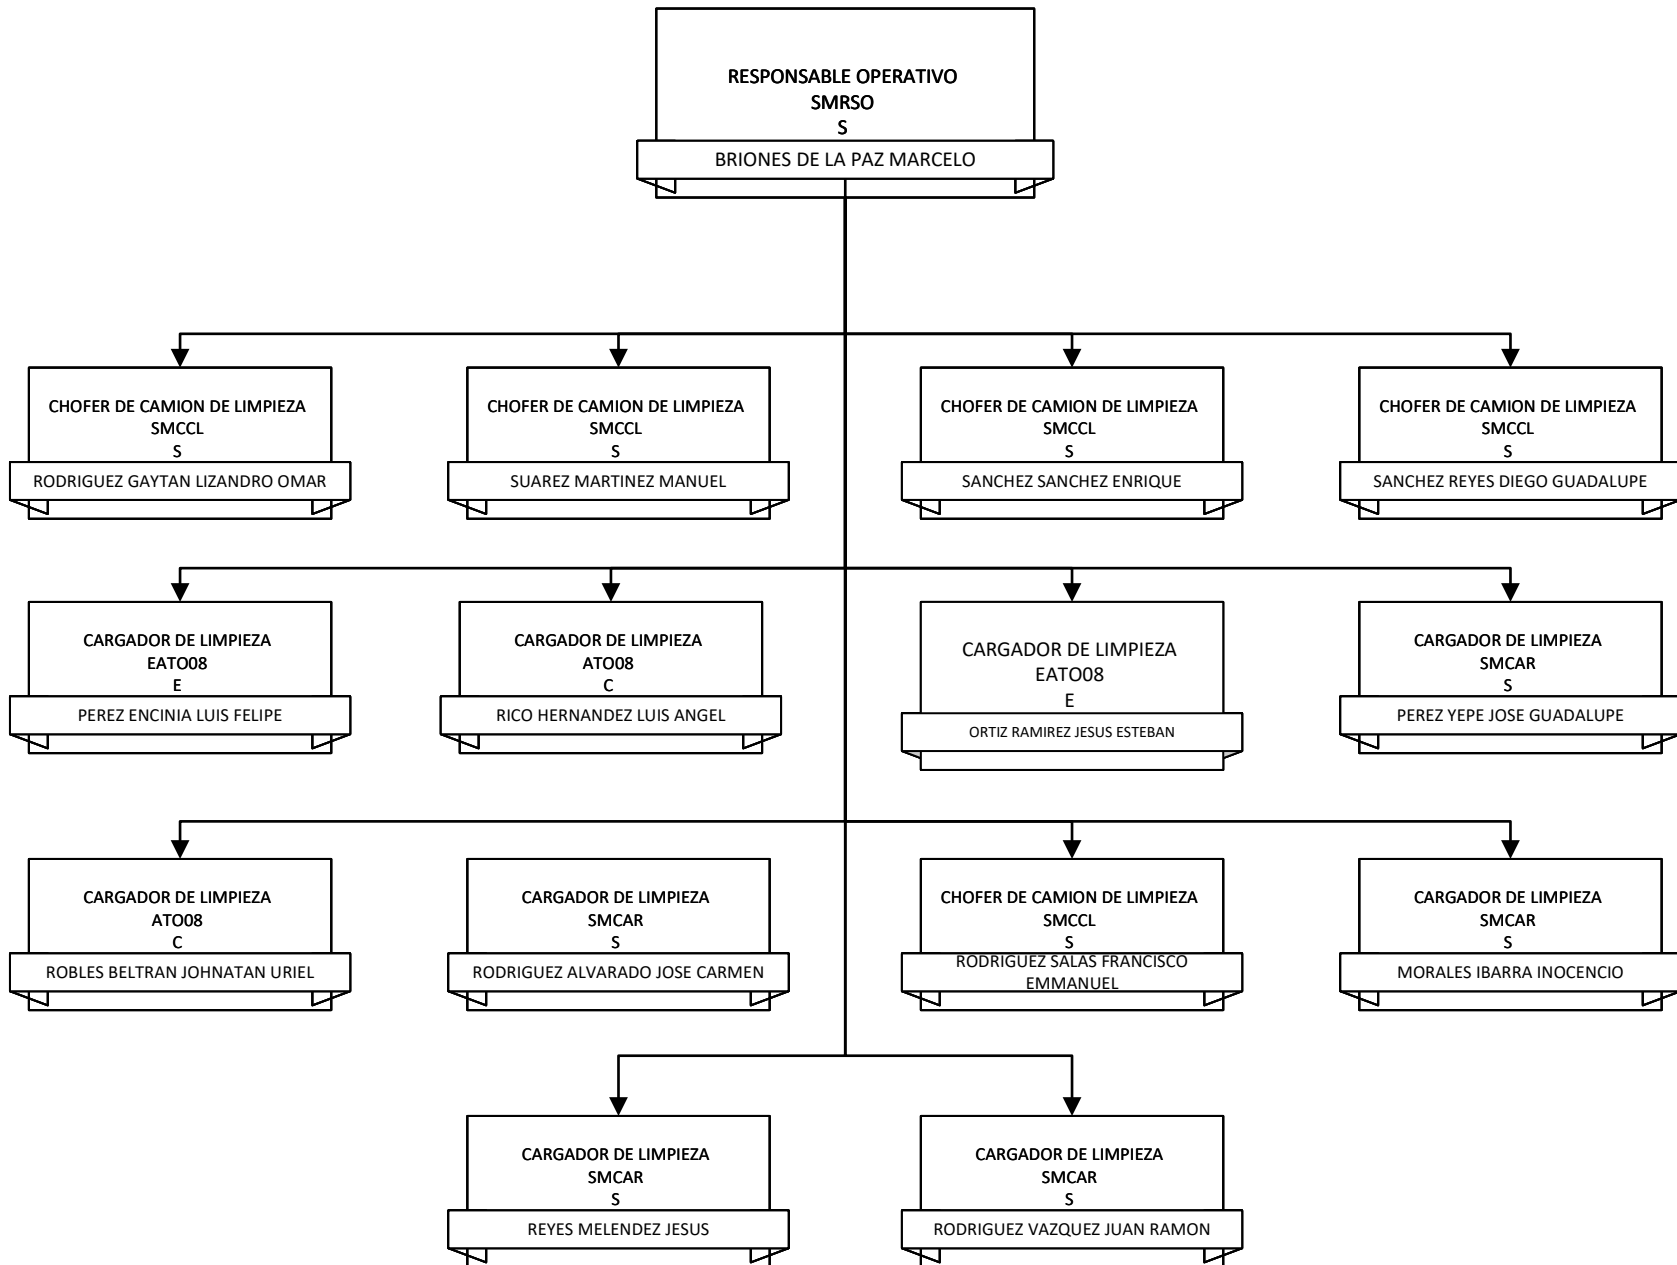 RESPONSABLE OPERATIVO
SMRSO
S
BRIONES DE LA PAZ MARCELO
CHOFER DE CAMION DE LIMPIEZA
SMCCL
S
RODRIGUEZ GAYTAN LIZANDRO OMAR
CHOFER DE CAMION DE LIMPIEZA
SMCCL
S
SUAREZ MARTINEZ MANUEL
CHOFER DE CAMION DE LIMPIEZA
SMCCL
S
SANCHEZ SANCHEZ ENRIQUE
CHOFER DE CAMION DE LIMPIEZA
SMCCL
S
SANCHEZ REYES DIEGO GUADALUPE
CARGADOR DE LIMPIEZA
EATO08
E
PEREZ ENCINIA LUIS FELIPE
CARGADOR DE LIMPIEZA
ATO08
C
RICO HERNANDEZ LUIS ANGEL
CARGADOR DE LIMPIEZA
EATO08
E
ORTIZ RAMIREZ JESUS ESTEBAN
CARGADOR DE LIMPIEZA
SMCAR
S
PEREZ YEPE JOSE GUADALUPE
CARGADOR DE LIMPIEZA
ATO08
C
ROBLES BELTRAN JOHNATAN URIEL
CARGADOR DE LIMPIEZA
SMCAR
S
RODRIGUEZ ALVARADO JOSE CARMEN
CHOFER DE CAMION DE LIMPIEZA
SMCCL
S
RODRIGUEZ SALAS FRANCISCO
EMMANUEL
CARGADOR DE LIMPIEZA
SMCAR
S
MORALES IBARRA INOCENCIO
CARGADOR DE LIMPIEZA
SMCAR
S
REYES MELENDEZ JESUS
CARGADOR DE LIMPIEZA
SMCAR
S
RODRIGUEZ VAZQUEZ JUAN RAMON